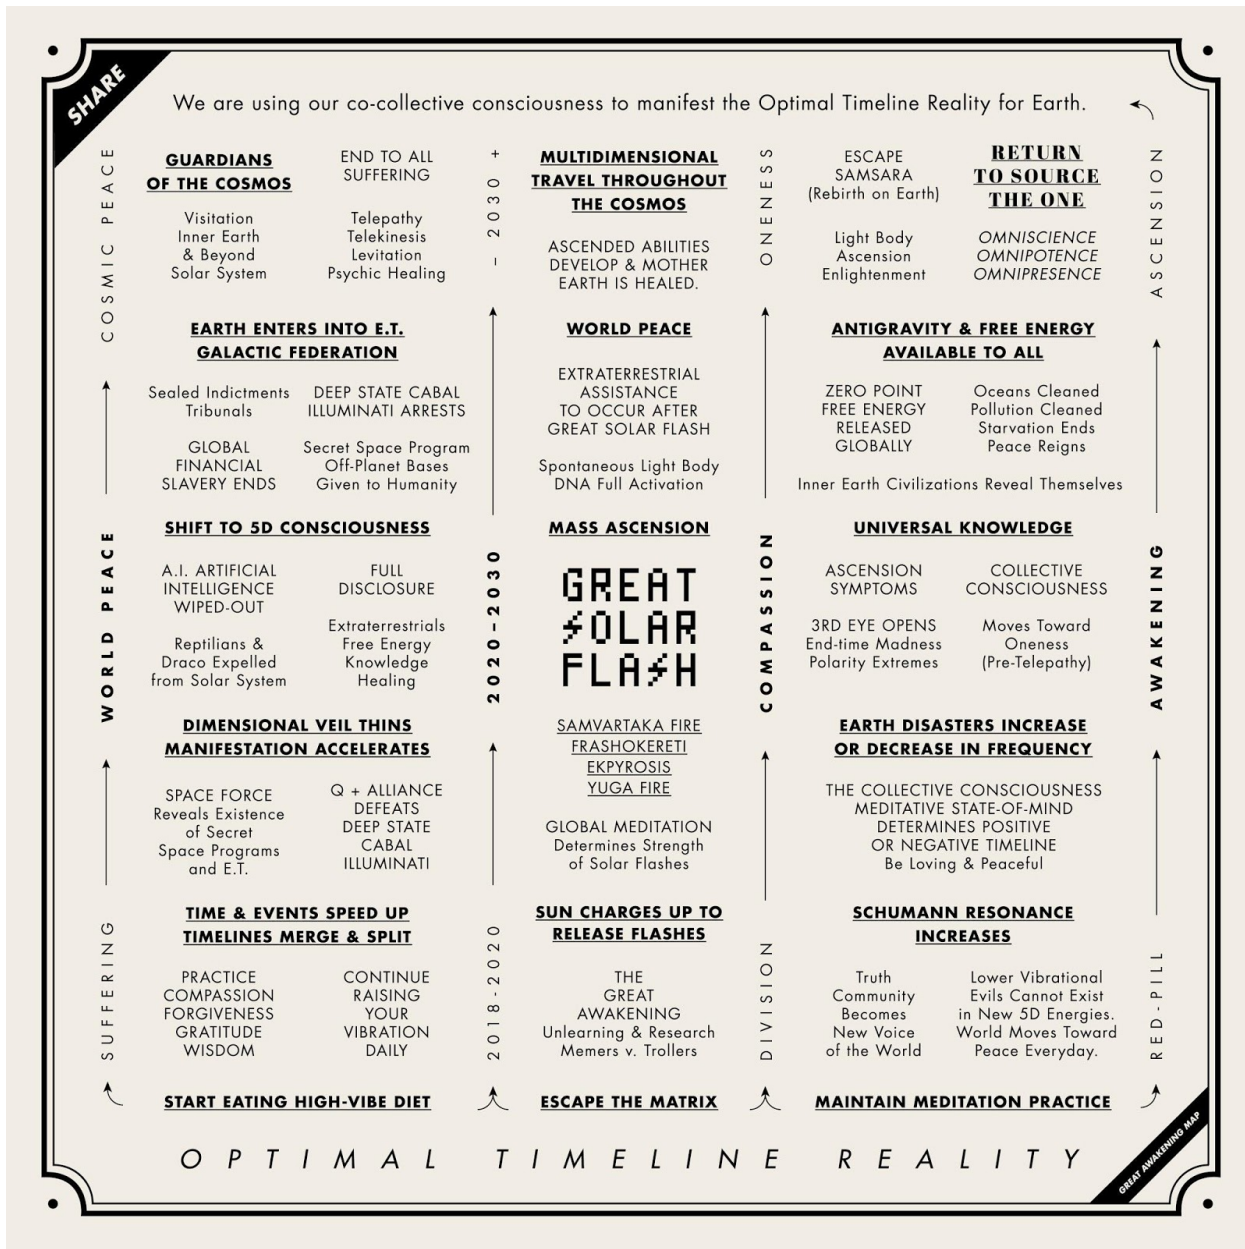 SHARE
We are using our co-collective consciousness to manifest the Optimal Timeline Reality for Earth.
COSMIC PEACE
GUARDIANS
OF THE COSMOS
Visitation
Inner Earth
& Beyond
Solar System
END TO ALL
SUFFERING
Telepathy
Telekinesis
Levitation
Psychic Healing
– 2030 +
MULTIDIMENSIONAL
TRAVEL THROUGHOUT
THE COSMOS
ASCENDED ABILITIES
DEVELOP & MOTHER
EARTH IS HEALED.
ONENESS
ESCAPE
SAMSARA
(Rebirth on Earth)
Light Body
Ascension
Enlightenment
RETURN
TO SOURCE
THE ONE
OMNISCIENCE
OMNIPOTENCE
OMNIPRESENCE
ASCENSION
EARTH ENTERS INTO E.T.
GALACTIC FEDERATION
Sealed Indictments
Tribunals
GLOBAL
FINANCIAL
SLAVERY ENDS
DEEP STATE CABAL
ILLUMINATI ARRESTS
Secret Space Program
Off-Planet Bases
Given to Humanity
WORLD PEACE
EXTRATERRESTRIAL
ASSISTANCE
TO OCCUR AFTER
GREAT SOLAR FLASH
Spontaneous Light Body
DNA Full Activation
ANTIGRAVITY & FREE ENERGY
AVAILABLE TO ALL
ZERO POINT
FREE ENERGY
RELEASED
GLOBALLY
Oceans Cleaned
Pollution Cleaned
Starvation Ends
Peace Reigns
Inner Earth Civilizations Reveal Themselves
WORLD PEACE
SHIFT TO 5D CONSCIOUSNESS
A.I. ARTIFICIAL
INTELLIGENCE
WIPED-OUT
Reptilians &
Draco Expelled
from Solar System
FULL
DISCLOSURE
Extraterrestrials
Free Energy
Knowledge
Healing
2020–2030
MASS ASCENSION
GREAT
SOLAR
FLASH
COMPASSION
UNIVERSAL KNOWLEDGE
ASCENSION
SYMPTOMS
3RD EYE OPENS
End-time Madness
Polarity Extremes
COLLECTIVE
CONSCIOUSNESS
Moves Toward
Oneness
(Pre-Telepathy)
AWAKENING
DIMENSIONAL VEIL THINS
MANIFESTATION ACCELERATES
SPACE FORCE
Reveals Existence
of Secret
Space Programs
and E.T.
Q + ALLIANCE
DEFEATS
DEEP STATE
CABAL
ILLUMINATI
SAMVARTAKA FIRE
FRASHOKERETI
EKPYROSIS
YUGA FIRE
GLOBAL MEDITATION
Determines Strength
of Solar Flashes
EARTH DISASTERS INCREASE
OR DECREASE IN FREQUENCY
THE COLLECTIVE CONSCIOUSNESS
MEDITATIVE STATE-OF-MIND
DETERMINES POSITIVE
OR NEGATIVE TIMELINE
Be Loving & Peaceful
SUFFERING
TIME & EVENTS SPEED UP
TIMELINES MERGE & SPLIT
PRACTICE
COMPASSION
FORGIVENESS
GRATITUDE
WISDOM
CONTINUE
RAISING
YOUR
VIBRATION
DAILY
2018-2020
SUN CHARGES UP TO
RELEASE FLASHES
THE
GREAT
AWAKENING
Unlearning & Research
Memers v. Trollers
DIVISION
SCHUMANN RESONANCE
INCREASES
Truth
Community
Becomes
New Voice
of the World
Lower Vibrational
Evils Cannot Exist
in New 5D Energies.
World Moves Toward
Peace Everyday.
RED-PILL
START EATING HIGH-VIBE DIET
ESCAPE THE MATRIX
MAINTAIN MEDITATION PRACTICE
OPTIMAL TIMELINE REALITY
GREAT AWAKENING MAP